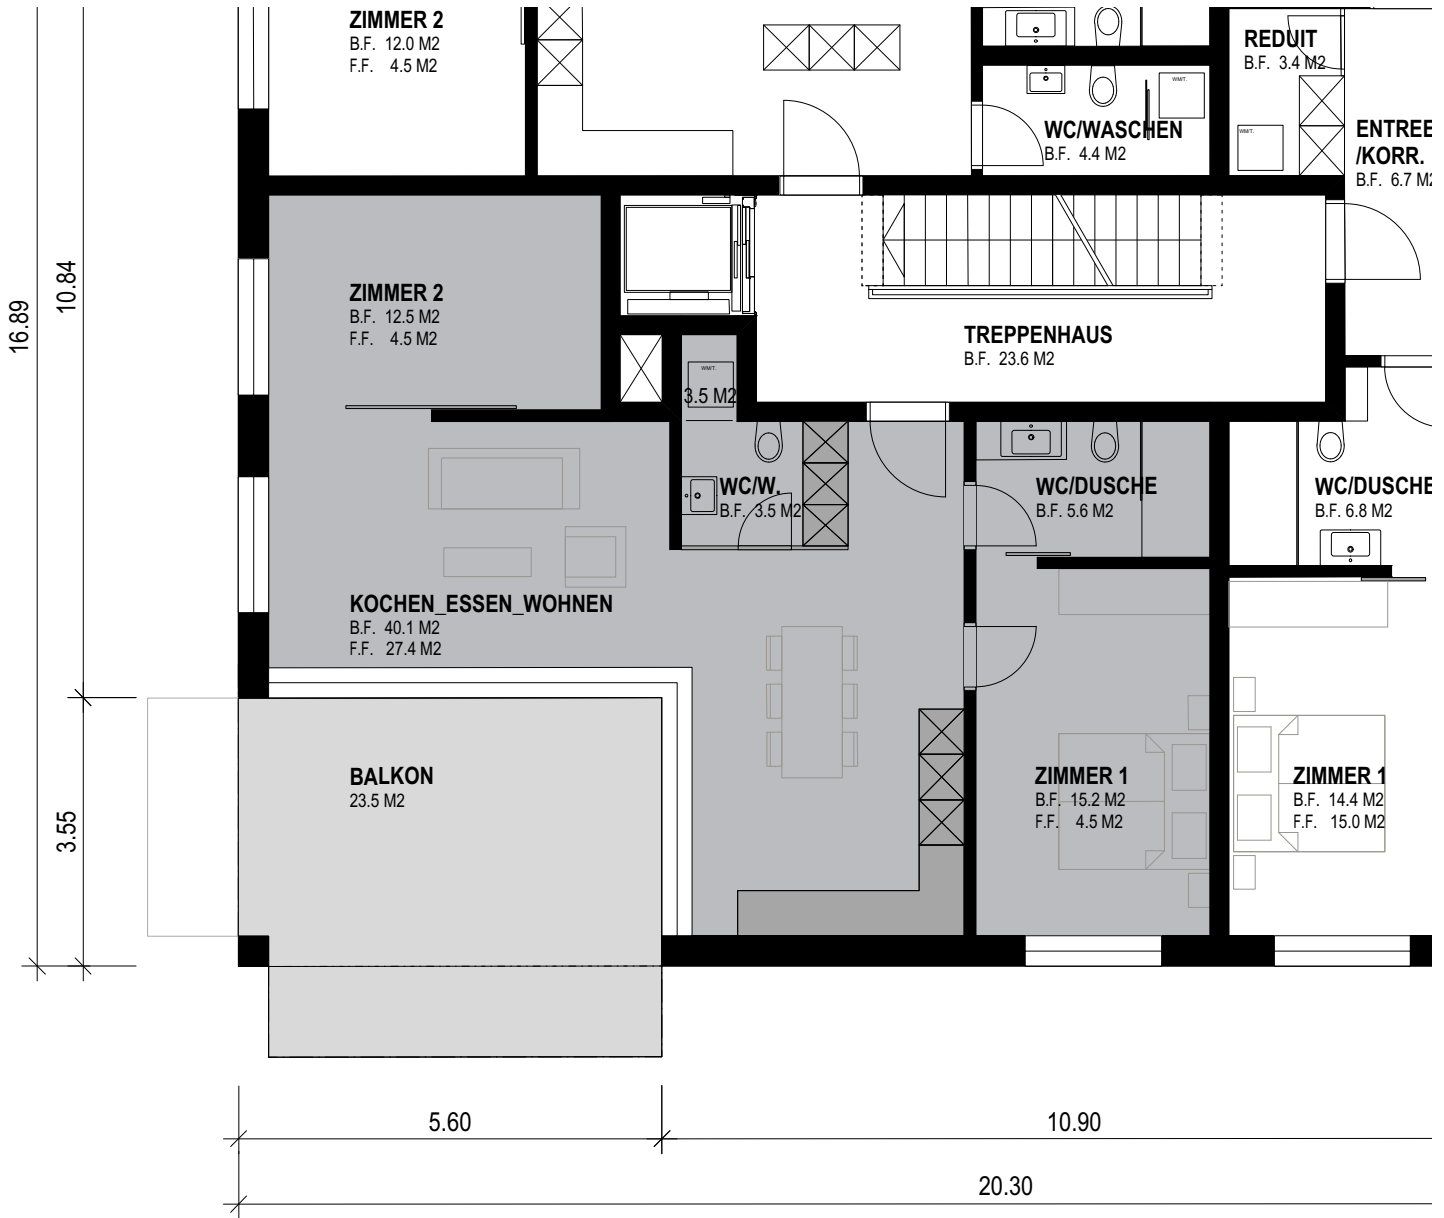 ZIMMER 2
B.F. 12.0 M2
F.F. 4.5 M2
REDUIT
B.F. 3.4 M2
WM/T.
WC/WASCHEN
B.F. 4.4 M2
WM/T.
ENTREE
/KORR.
B.F. 6.7 M2
16.89
10.84
3.55
ZIMMER 2
B.F. 12.5 M2
F.F. 4.5 M2
TREPPENHAUS
B.F. 23.6 M2
WM/T.
3.5 M2
WC/W.
B.F. 3.5 M2
WC/DUSCHE
B.F. 5.6 M2
WC/DUSCHE
B.F. 6.8 M2
KOCHEN_ESSEN_WOHNEN
B.F. 40.1 M2
F.F. 27.4 M2
BALKON
23.5 M2
ZIMMER 1
B.F. 15.2 M2
F.F. 4.5 M2
ZIMMER 1
B.F. 14.4 M2
F.F. 15.0 M2
5.60
10.90
20.30